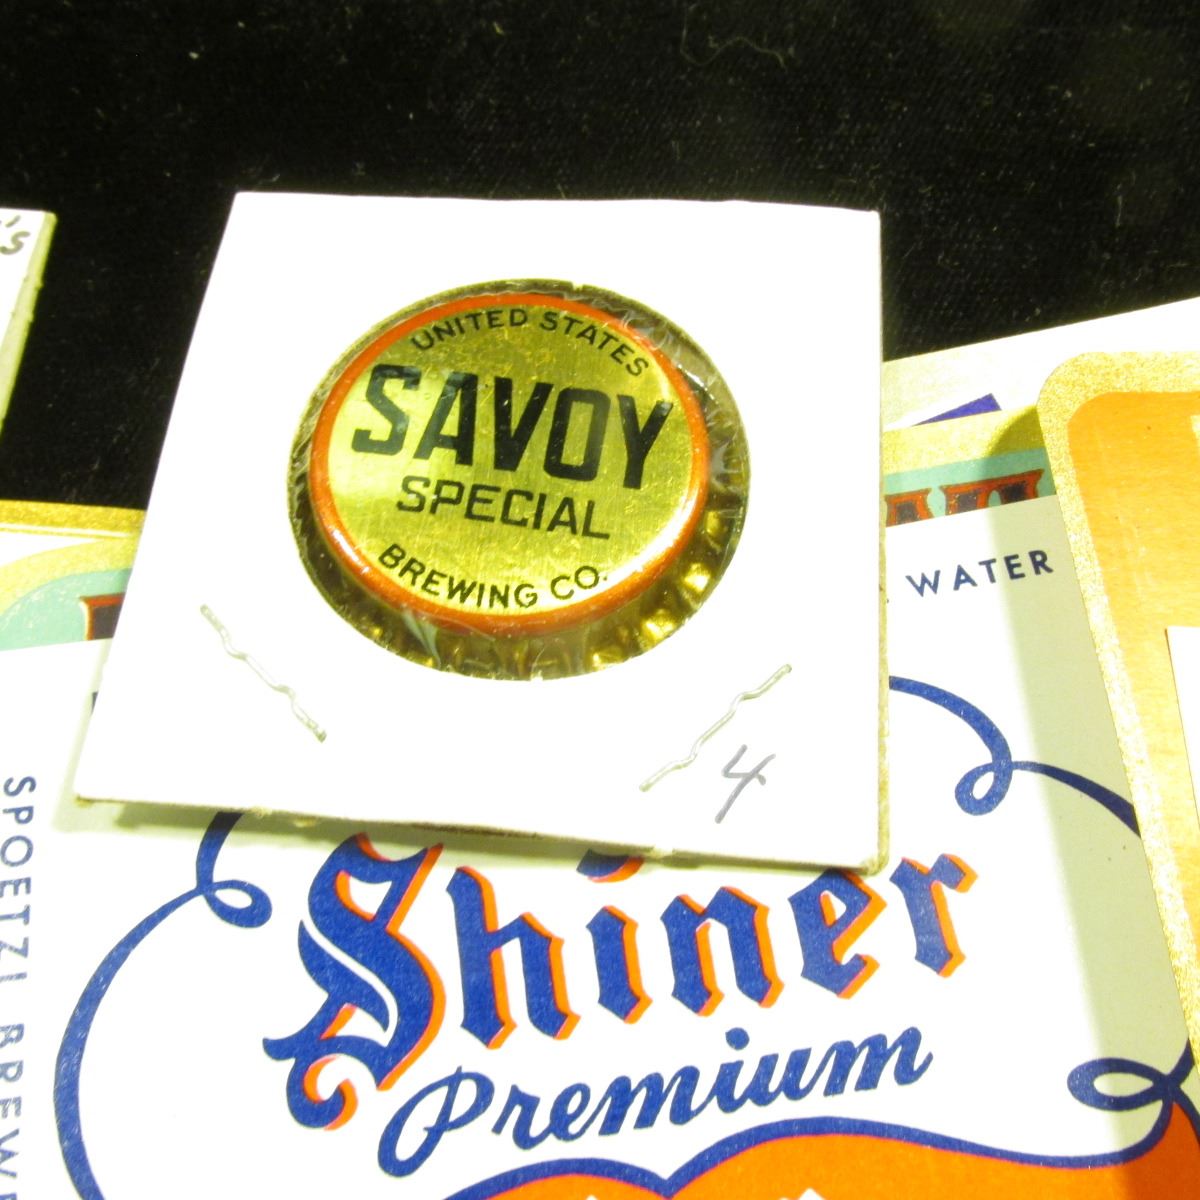 's
UNITED STATES
SAVOY
SPECIAL
BREWING CO.
4
WATER
SPOETZL BREW
Shiner
Premium